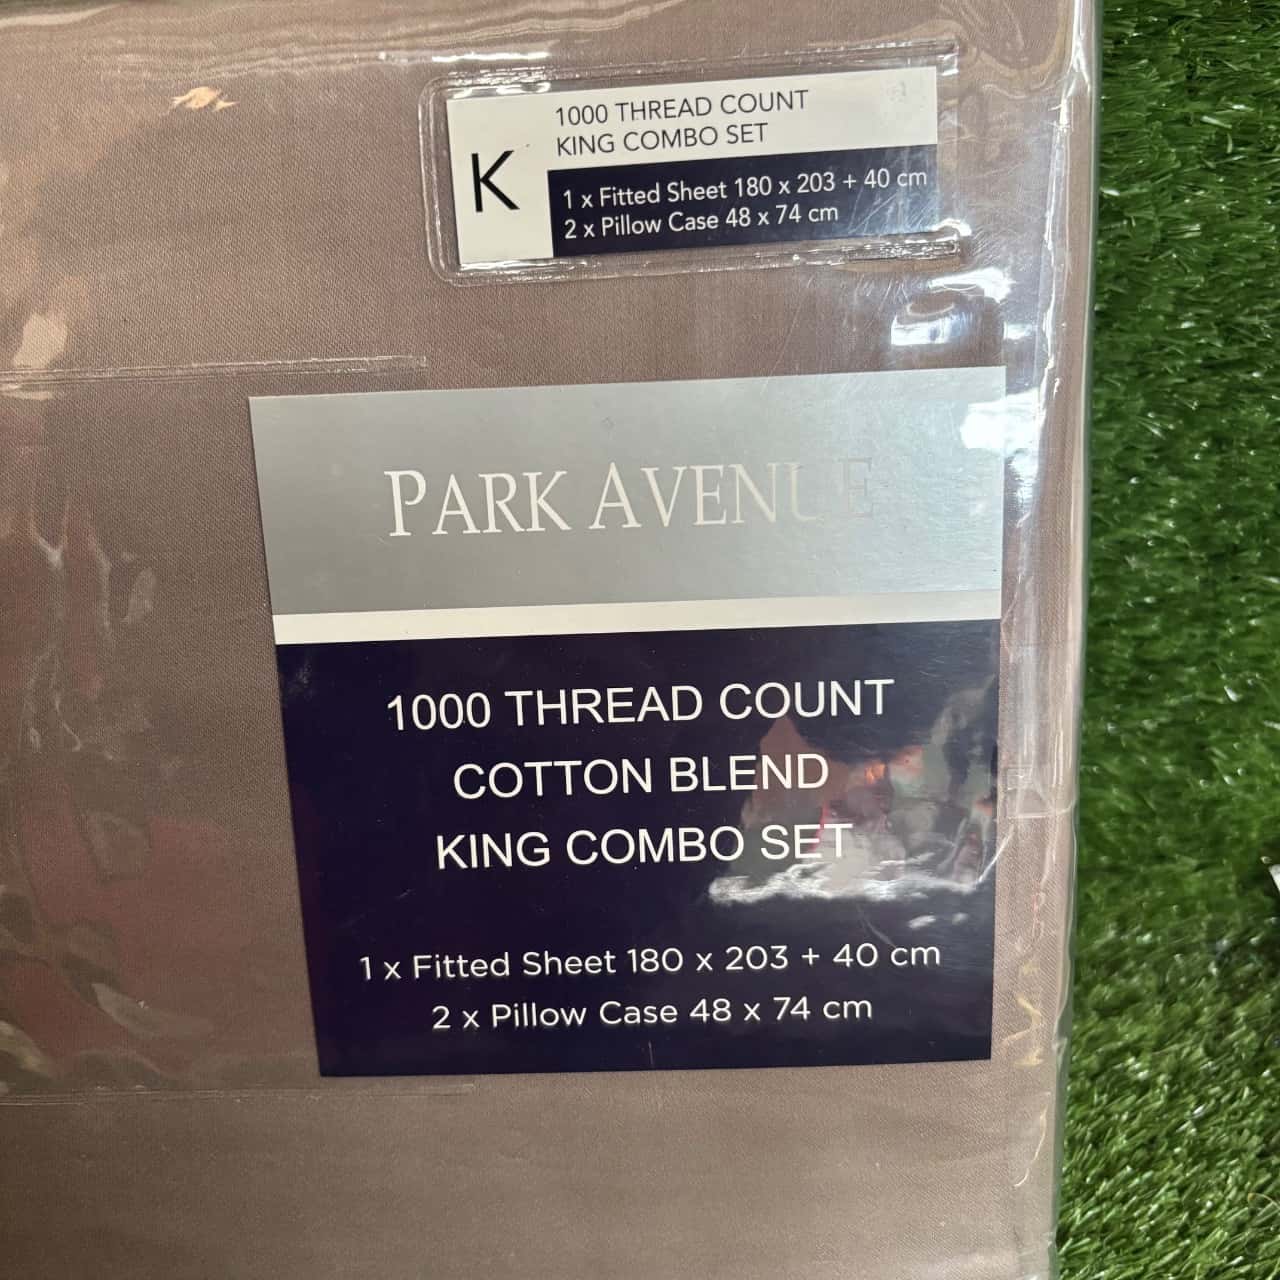 K
1000 THREAD COUNT
KING COMBO SET
1 x Fitted Sheet 180 x 203 + 40 cm
2 x Pillow Case 48 x 74 cm
PARK AVENUE
1000 THREAD COUNT
COTTON BLEND
KING COMBO SET
1 x Fitted Sheet 180 x 203 + 40 cm
2 x Pillow Case 48 x 74 cm